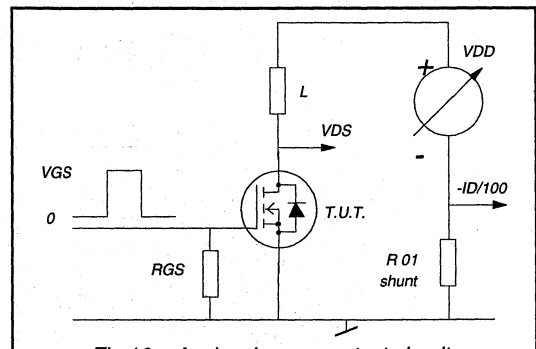 VDD
+
L
VDS
-
VGS
-ID/100
0
T.U.T.
RGS
R 01
shunt